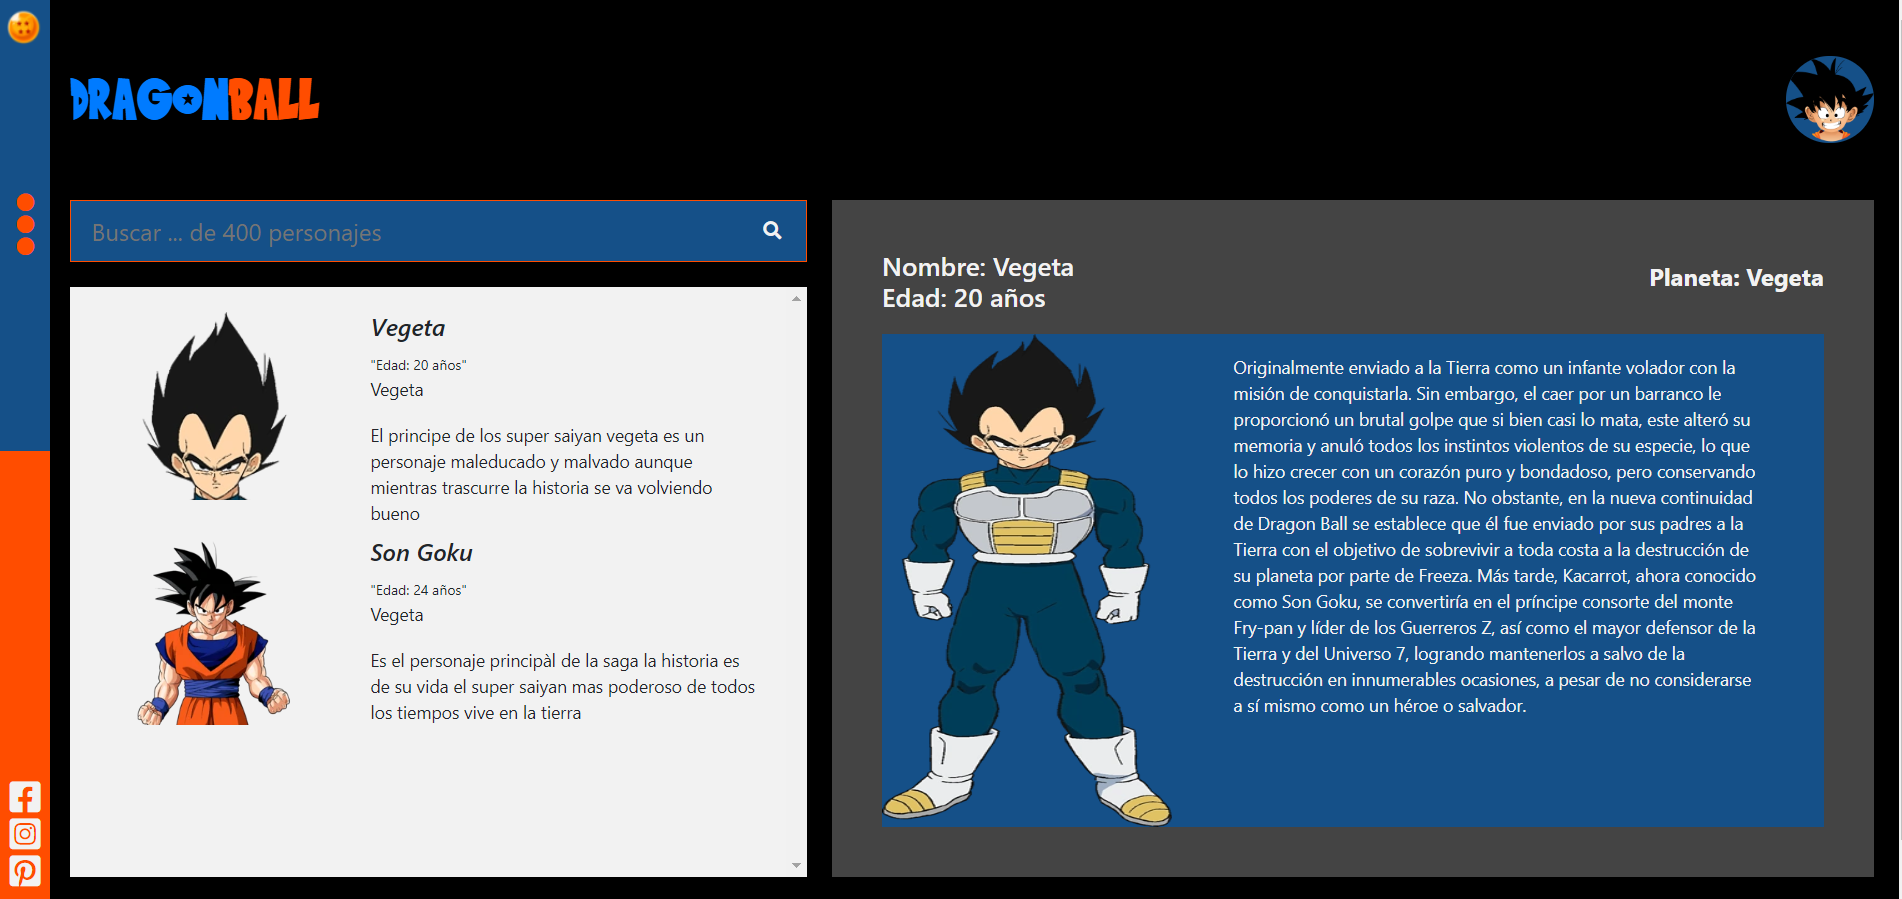 DRAGONBALL
Buscar ... de 400 personajes
Vegeta
"Edad: 20 años"
Vegeta
El principe de los super saiyan vegeta es un
personaje maleducado y malvado aunque
mientras trascurre la historia se va volviendo
bueno
Son Goku
"Edad: 24 años"
Vegeta
Es el personaje principàl de la saga la historia es
de su vida el super saiyan mas poderoso de todos
los tiempos vive en la tierra
Nombre: Vegeta
Edad: 20 años
Planeta: Vegeta
Originalmente enviado a la Tierra como un infante volador con la
misión de conquistarla. Sin embargo, el caer por un barranco le
proporcionó un brutal golpe que si bien casi lo mata, este alteró su
memoria y anuló todos los instintos violentos de su especie, lo que
lo hizo crecer con un corazón puro y bondadoso, pero conservando
todos los poderes de su raza. No obstante, en la nueva continuidad
de Dragon Ball se establece que él fue enviado por sus padres a la
Tierra con el objetivo de sobrevivir a toda costa a la destrucción de
su planeta por parte de Freeza. Más tarde, Kacarrot, ahora conocido
como Son Goku, se convertiría en el príncipe consorte del monte
Fry-pan y líder de los Guerreros Z, así como el mayor defensor de la
Tierra y del Universo 7, logrando mantenerlos a salvo de la
destrucción en innumerables ocasiones, a pesar de no considerarse
a sí mismo como un héroe o salvador.